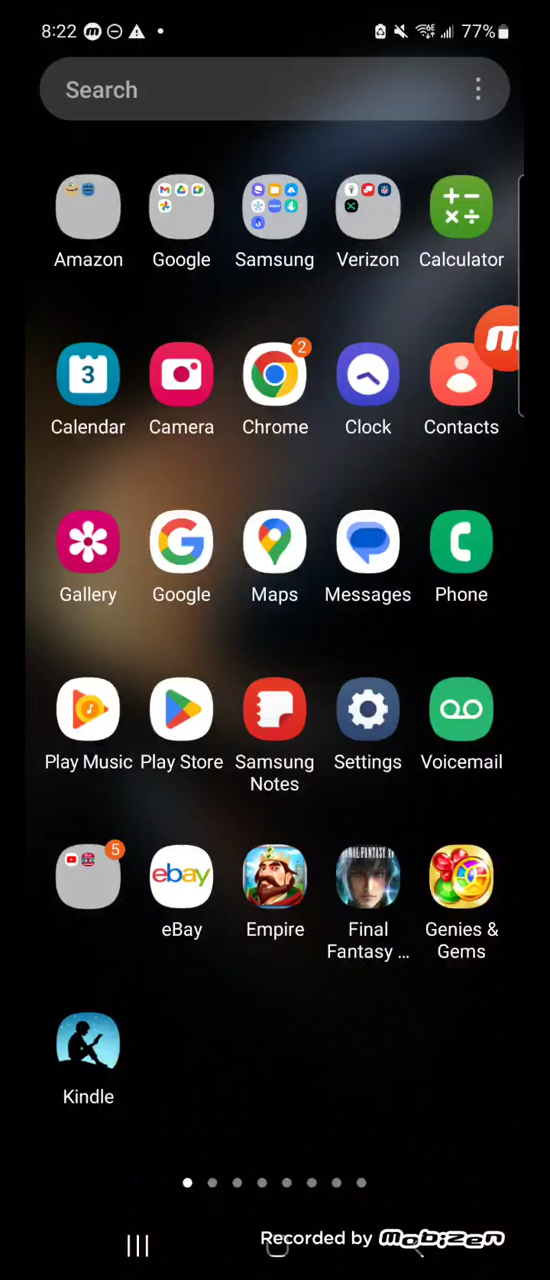 8:22
77%
Search
Amazon Google Samsung Verizon Calculator
3
2
Calendar Camera Chrome Clock Contacts
Gallery Google Maps Messages Phone
Play Music Play Store Samsung Notes Settings Voicemail
5
ebay
eBay Empire Final Fantasy ... Genies & Gems
Kindle
Recorded by mobizen